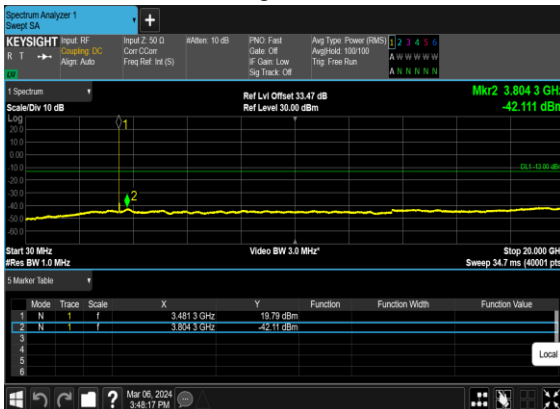 Spectrum Analyzer 1
Swept SA
KEYSIGHT
R T
Input: RF
Coupling: DC
Align: Auto
Input Z: 50 Ω
Corr CCorr
Freq Ref: Int (S)
#Atten: 10 dB
PNO: Fast
Gate: Off
IF Gain: Low
Sig Track: Off
Avg Type: Power (RMS)
Avg|Hold: 100/100
Trig: Free Run
1 2 3 4 5 6
A W W W W W
A N N N N N
1 Spectrum
Scale/Div 10 dB
Ref Lvl Offset 33.47 dB
Ref Level 30.00 dBm
Mkr2 3.804 3 GHz
-42.111 dBm
Log
20.0
10.0
0.00
-10.0
-20.0
-30.0
-40.0
-50.0
-60.0
1
2
DL1 -13.00 dBm
Start 30 MHz
#Res BW 1.0 MHz
Video BW 3.0 MHz*
Stop 20.000 GH
Sweep 34.7 ms (40001 pts
5 Marker Table
Mode Trace Scale X Y Function Function Width Function Value
1 N 1 f 3.481 3 GHz 19.79 dBm
2 N 1 f 3.804 3 GHz -42.11 dBm
3
4
5
6
Local
?
Mar 06, 2024
3:48:17 PM